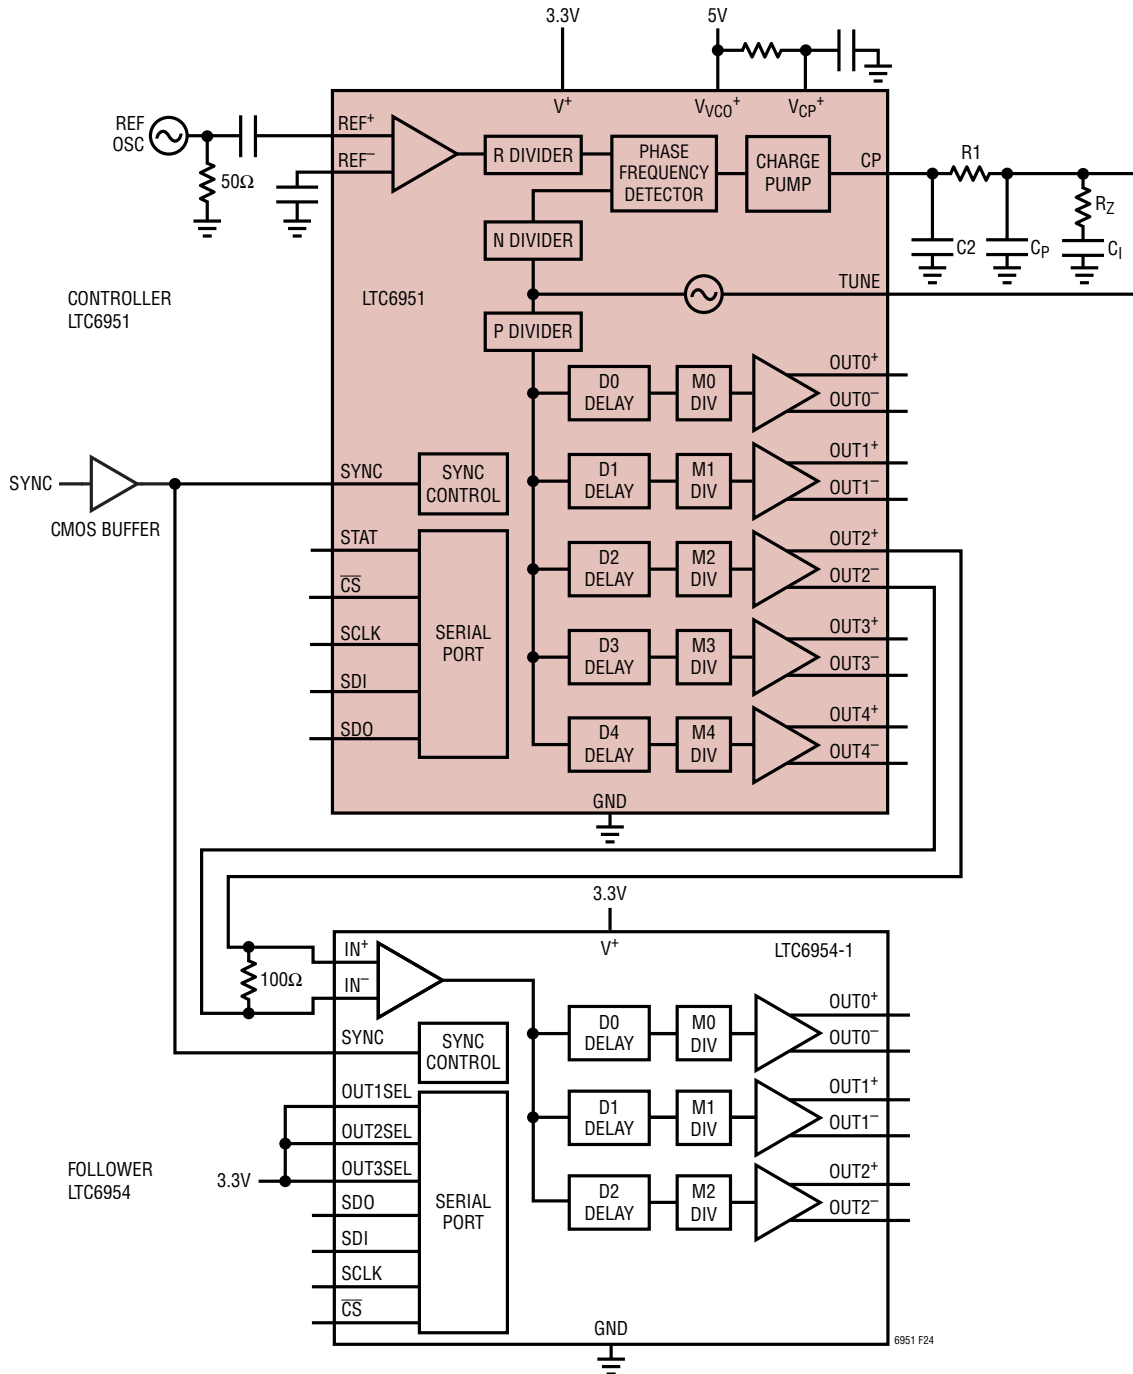 3.3V
5V
V+
VVCO+
VCP+
REF
OSC
50Ω
REF+
REF−
R DIVIDER
PHASE
FREQUENCY
DETECTOR
CHARGE
PUMP
CP
R1
RZ
C2
CP
CI
N DIVIDER
CONTROLLER
LTC6951
LTC6951
TUNE
P DIVIDER
D0
DELAY
M0
DIV
OUT0+
OUT0−
SYNC
CMOS BUFFER
SYNC
SYNC
CONTROL
D1
DELAY
M1
DIV
OUT1+
OUT1−
STAT
CS
SCLK
SDI
SDO
SERIAL
PORT
D2
DELAY
M2
DIV
OUT2+
OUT2−
D3
DELAY
M3
DIV
OUT3+
OUT3−
D4
DELAY
M4
DIV
OUT4+
OUT4−
GND
3.3V
V+
LTC6954-1
100Ω
IN+
IN−
SYNC
SYNC
CONTROL
D0
DELAY
M0
DIV
OUT0+
OUT0−
D1
DELAY
M1
DIV
OUT1+
OUT1−
D2
DELAY
M2
DIV
OUT2+
OUT2−
FOLLOWER
LTC6954
3.3V
OUT1SEL
OUT2SEL
OUT3SEL
SDO
SDI
SCLK
CS
SERIAL
PORT
GND
6951 F24